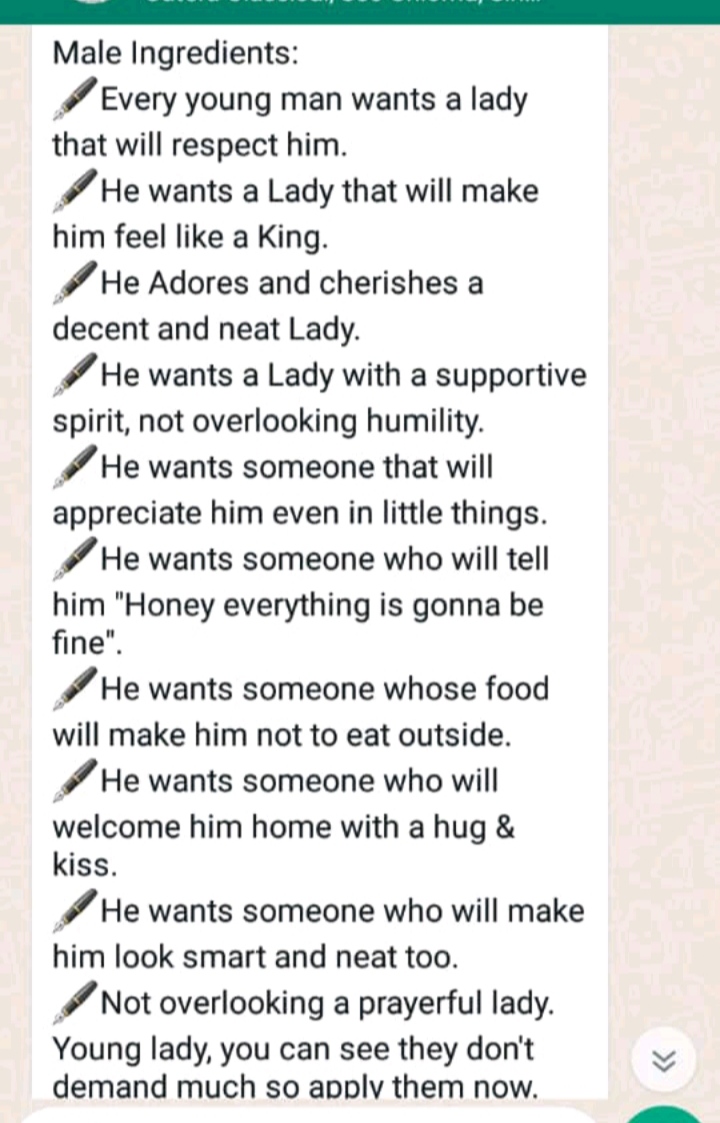 Male Ingredients:
🖋Every young man wants a lady
that will respect him.
🖋He wants a Lady that will make
him feel like a King.
🖋He Adores and cherishes a
decent and neat Lady.
🖋He wants a Lady with a supportive
spirit, not overlooking humility.
🖋He wants someone that will
appreciate him even in little things.
🖋He wants someone who will tell
him "Honey everything is gonna be
fine".
🖋He wants someone whose food
will make him not to eat outside.
🖋He wants someone who will
welcome him home with a hug &
kiss.
🖋He wants someone who will make
him look smart and neat too.
🖋Not overlooking a prayerful lady.
Young lady, you can see they don't
demand much so apply them now.